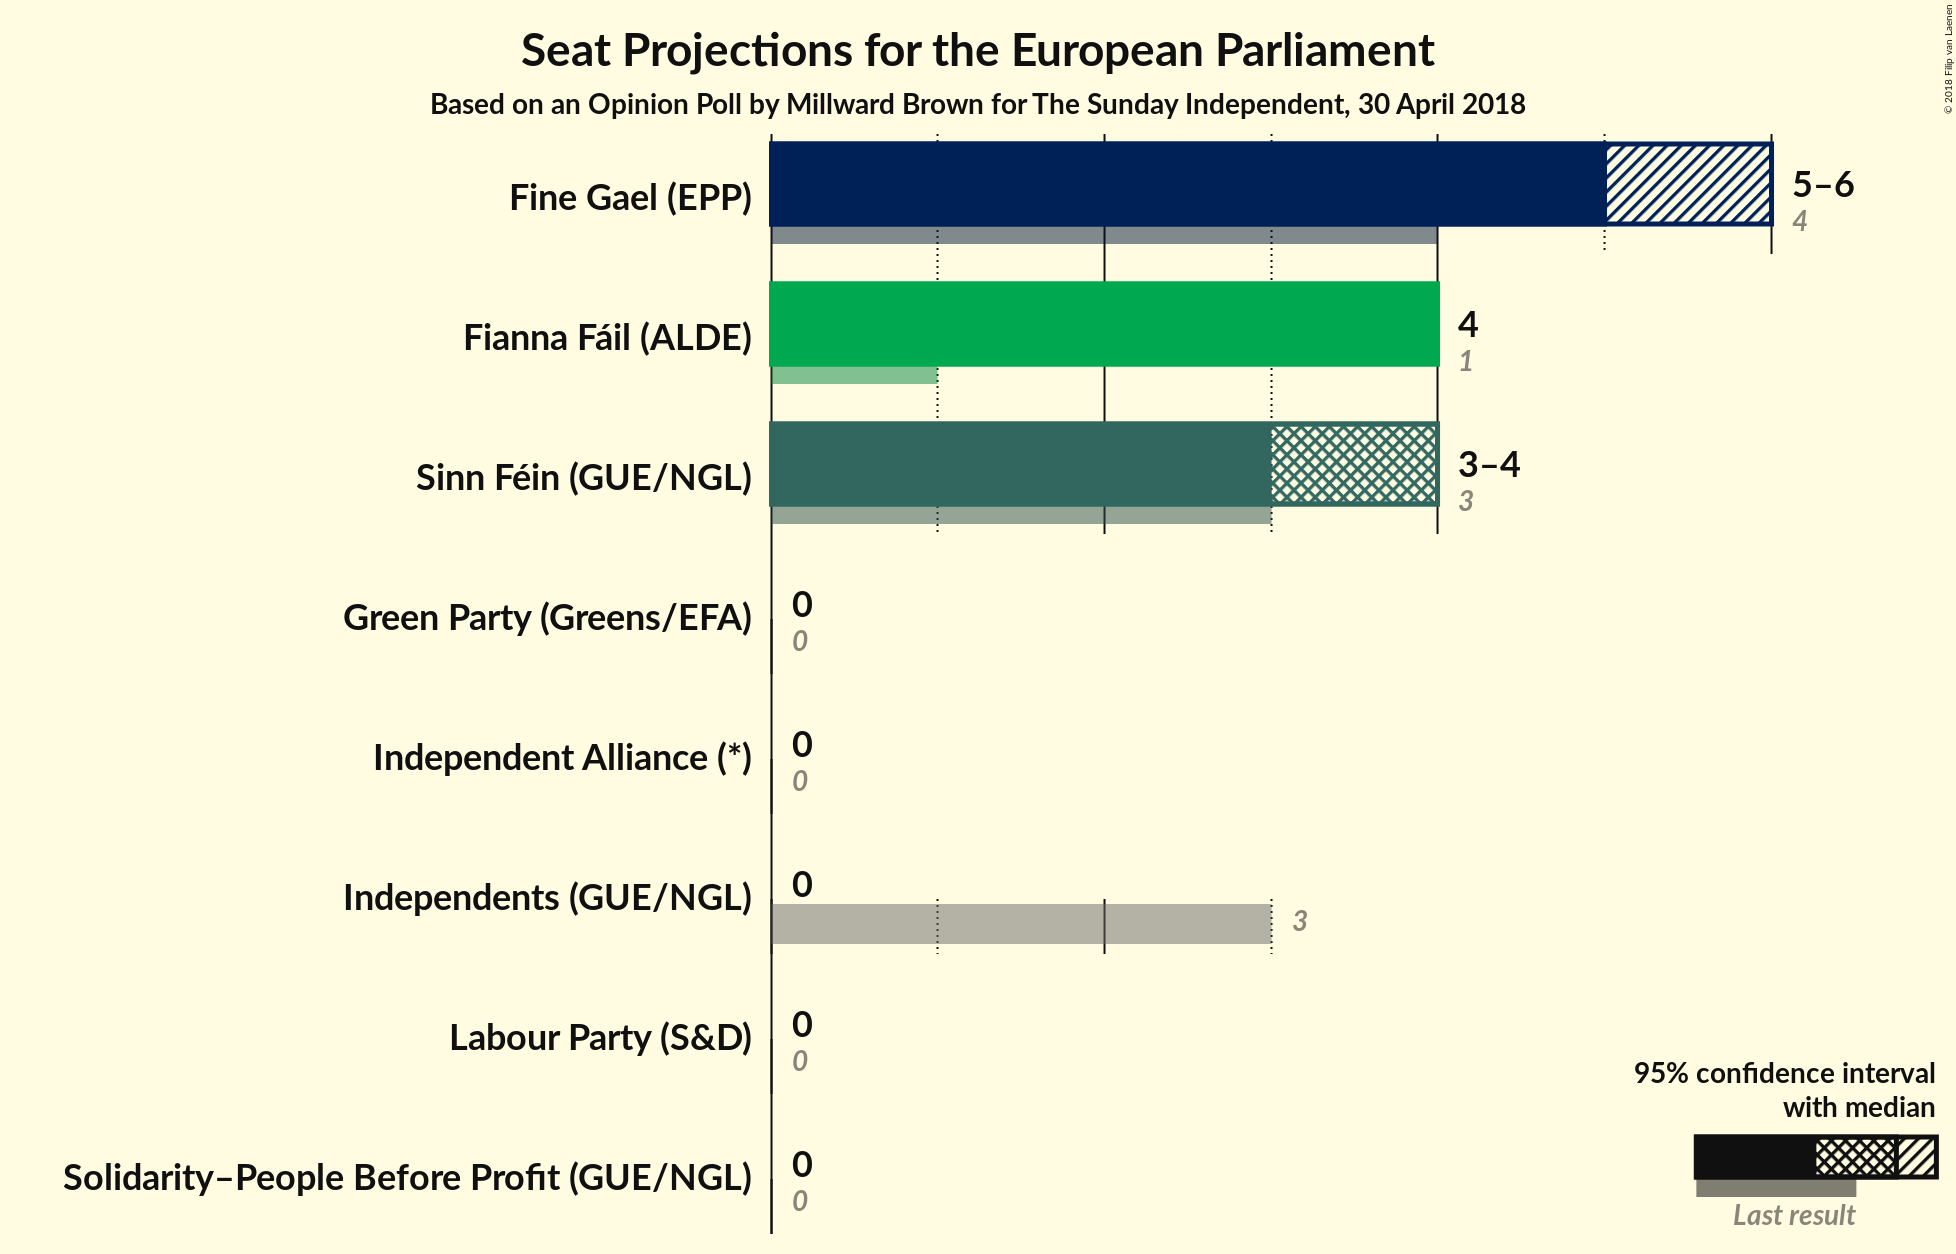 Seat Projections for the European Parliament
Based on an Opinion Poll by Millward Brown for The Sunday Independent, 30 April 2018
© 2018 Filip van Laenen
Fine Gael (EPP)
5–6
4
Fianna Fáil (ALDE)
4
1
Sinn Féin (GUE/NGL)
3–4
3
Green Party (Greens/EFA)
0
0
Independent Alliance (*)
0
0
Independents (GUE/NGL)
0
3
Labour Party (S&D)
0
0
Solidarity–People Before Profit (GUE/NGL)
0
0
95% confidence interval
with median
Last result